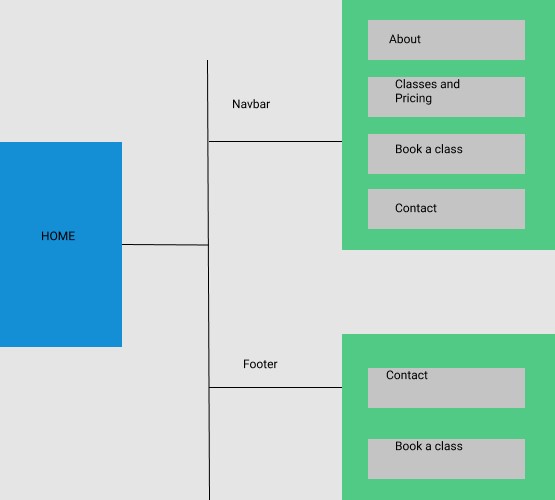 HOME
Navbar
About
Classes and
Pricing
Book a class
Contact
Footer
Contact
Book a class